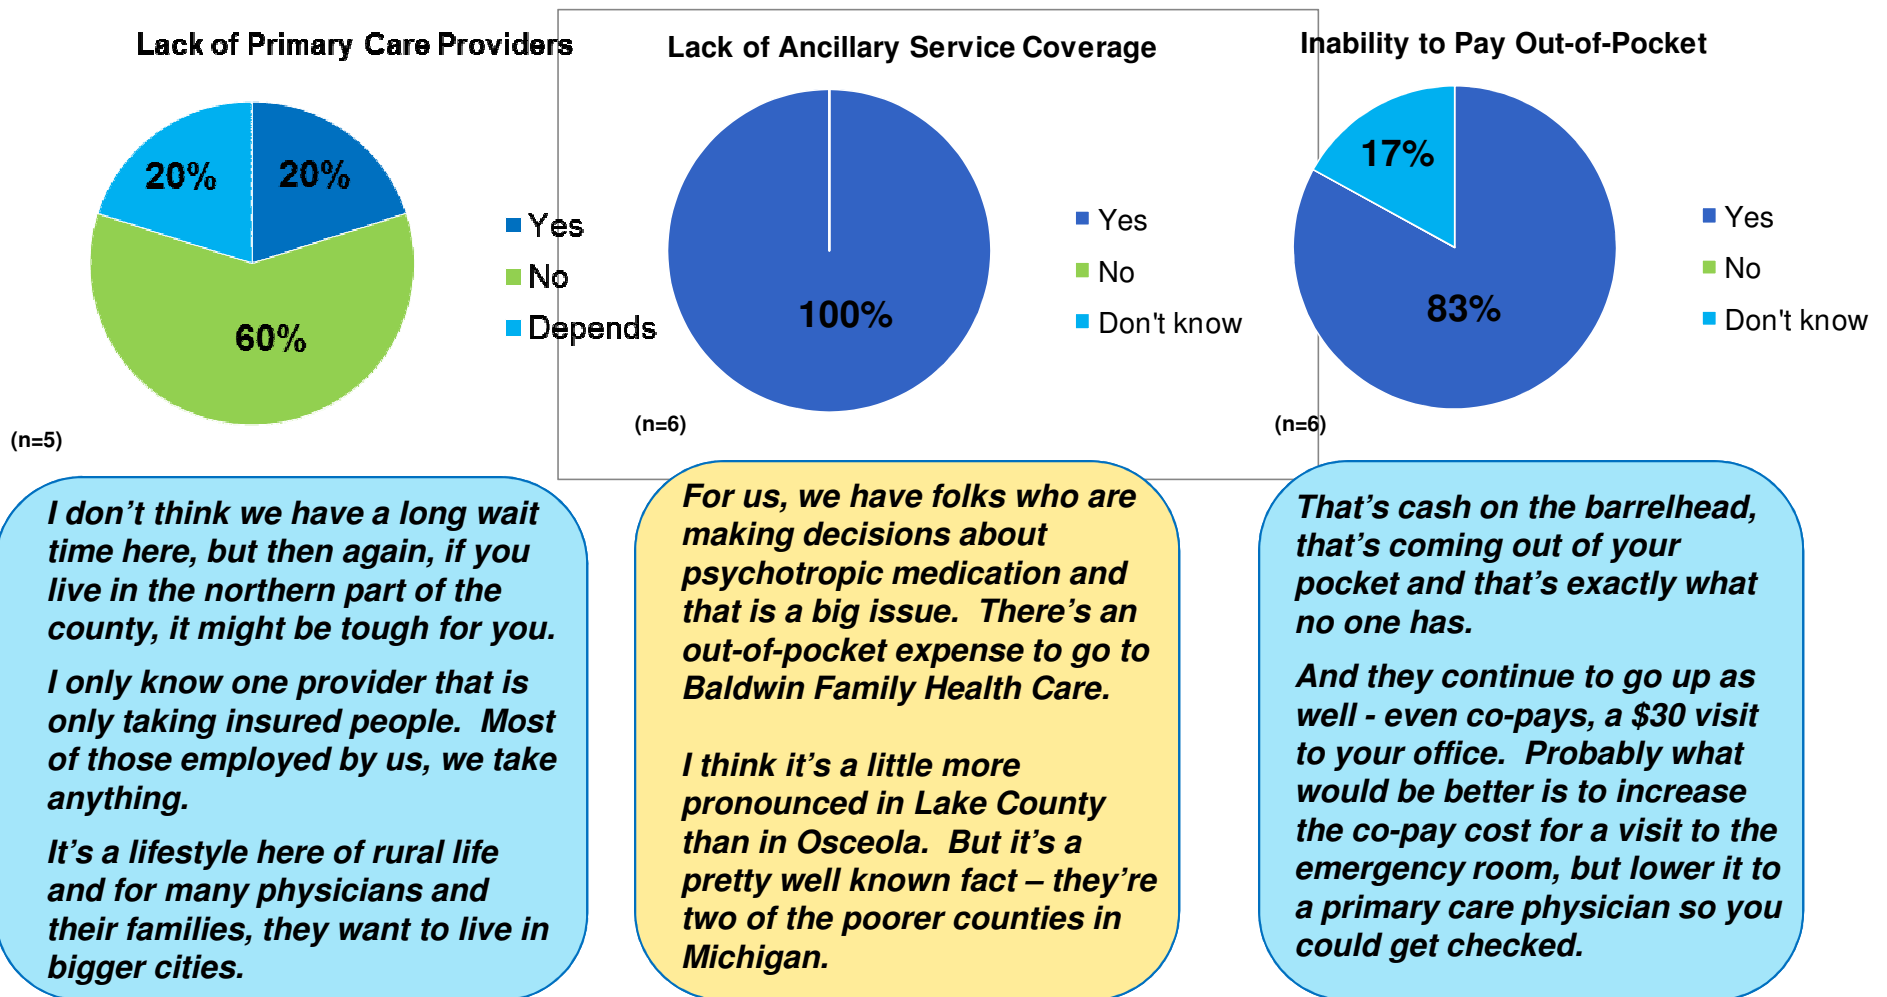 Lack of Primary Care Providers
20%
20%
60%
Yes
No
Depends
(n=5)
Lack of Ancillary Service Coverage
100%
Yes
No
Don't know
(n=6)
Inability to Pay Out-of-Pocket
17%
83%
Yes
No
Don't know
(n=6)
I don’t think we have a long wait
time here, but then again, if you
live in the northern part of the
county, it might be tough for you.
I only know one provider that is
only taking insured people.  Most
of those employed by us, we take
anything.
It’s a lifestyle here of rural life
and for many physicians and
their families, they want to live in
bigger cities.
For us, we have folks who are
making decisions about
psychotropic medication and
that is a big issue.  There’s an
out-of-pocket expense to go to
Baldwin Family Health Care.
I think it’s a little more
pronounced in Lake County
than in Osceola.  But it’s a
pretty well known fact – they’re
two of the poorer counties in
Michigan.
That’s cash on the barrelhead,
that’s coming out of your
pocket and that’s exactly what
no one has.
And they continue to go up as
well - even co-pays, a $30 visit
to your office.  Probably what
would be better is to increase
the co-pay cost for a visit to the
emergency room, but lower it to
a primary care physician so you
could get checked.